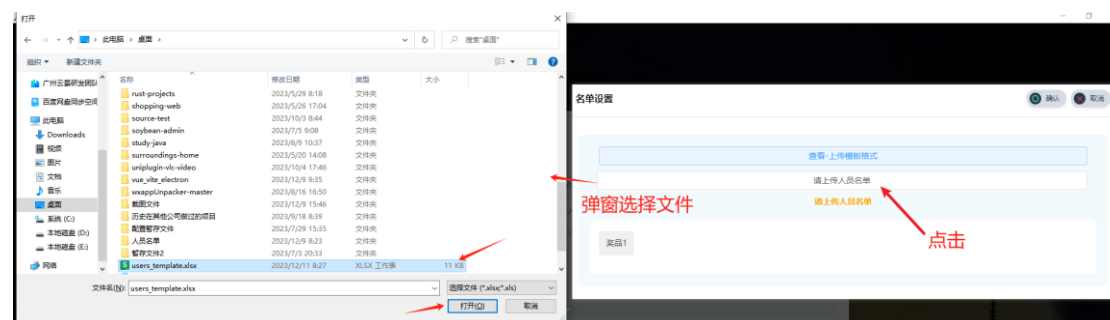 打开
此电脑 › 桌面 ›
搜索"桌面"
组织 新建文件夹
名称 修改日期 类型 大小
广州云曼研发团队
百度网盘同步空间
此电脑
Downloads
视频
图片
文档
音乐
桌面
系统 (C:)
本地磁盘 (D:)
本地磁盘 (E:)
网络
rust-projects 2023/5/29 8:18 文件夹
shopping-web 2023/5/26 17:04 文件夹
source-test 2023/10/3 8:44 文件夹
soybean-admin 2023/7/5 9:08 文件夹
study-java 2023/8/9 10:37 文件夹
surroundings-home 2023/5/20 14:08 文件夹
uniplugin-vlc-video 2023/10/4 17:46 文件夹
vue_vite_electron 2023/12/9 9:35 文件夹
wxappUnpacker-master 2023/8/16 16:50 文件夹
截图文件 2023/12/9 15:46 文件夹
历史在其他公司做过的项目 2023/9/18 8:39 文件夹
配置暂存文件 2023/7/29 15:35 文件夹
人员名单 2023/12/9 8:23 文件夹
暂存文件2 2023/7/3 20:33 文件夹
users_template.xlsx 2023/12/11 8:27 XLSX 工作表 11 KB
文件名(N): users_template.xlsx
选择文件 (*.xlsx;*.xls)
打开(O) 取消
名单设置
确认 取消
查看-上传模板格式
请上传人员名单
请上传人员名单
弹窗选择文件
点击
奖品1